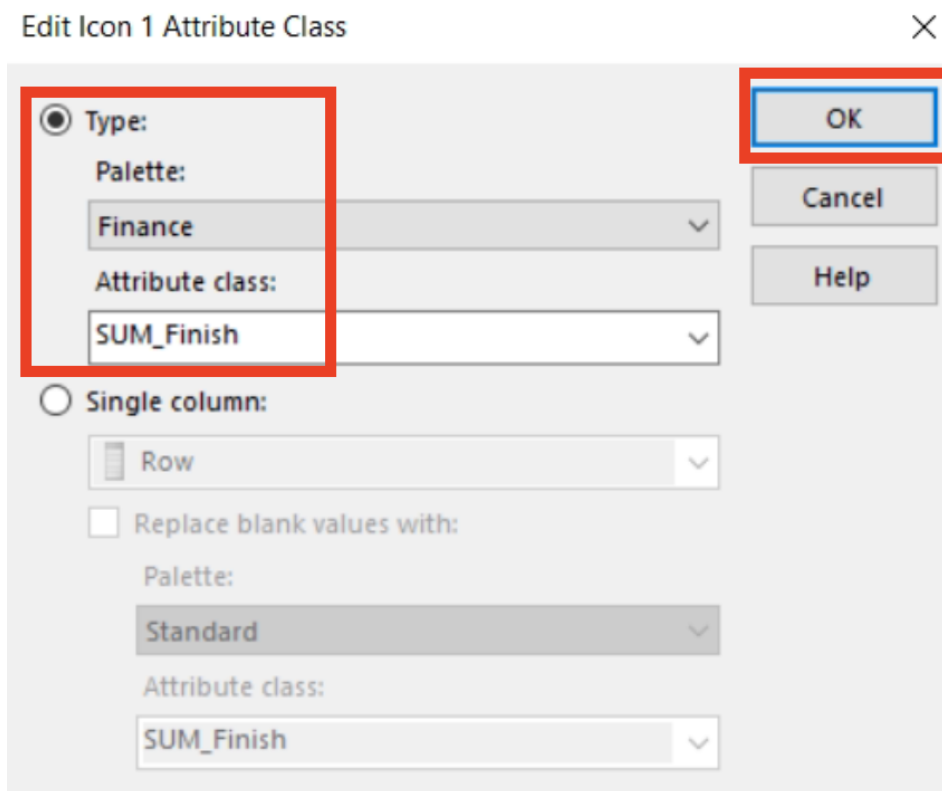 Edit Icon 1 Attribute Class
Type:
OK
Palette:
Finance
Cancel
Attribute class:
Help
SUM_Finish
Single column:
Row
Replace blank values with:
Palette:
Standard
Attribute class:
SUM_Finish